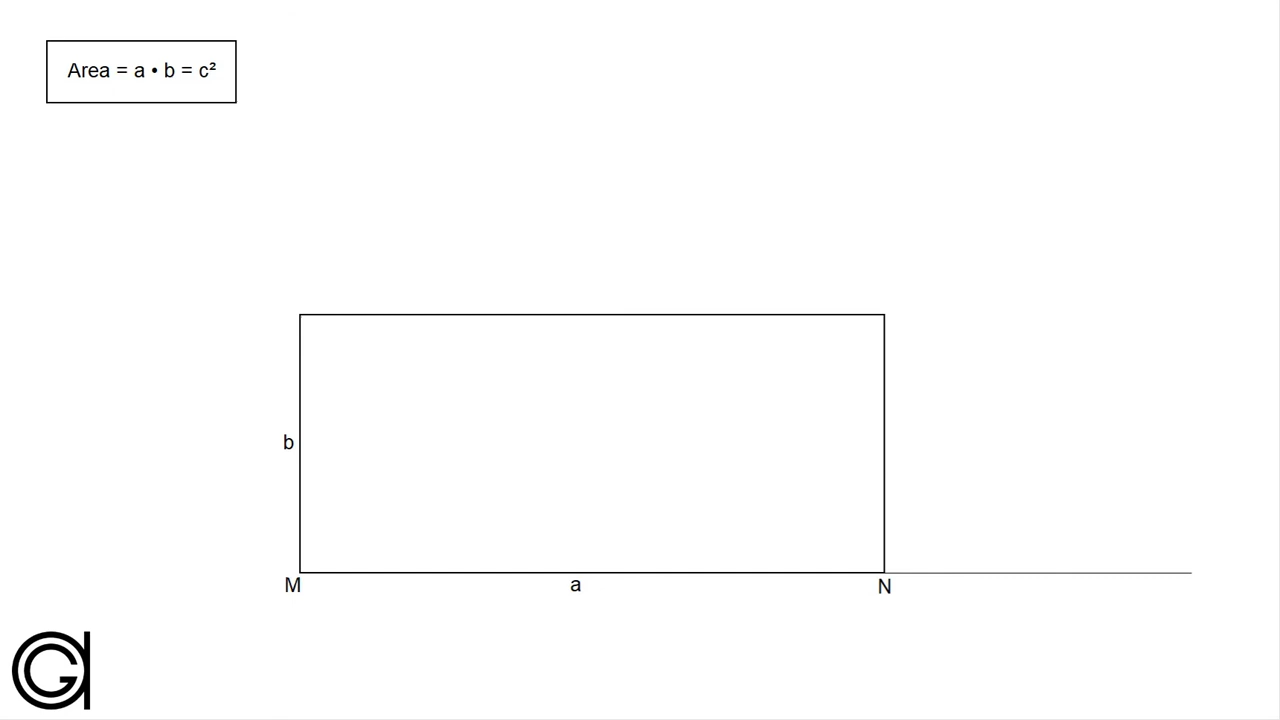 Area = a • b = c²
b
M
a
N